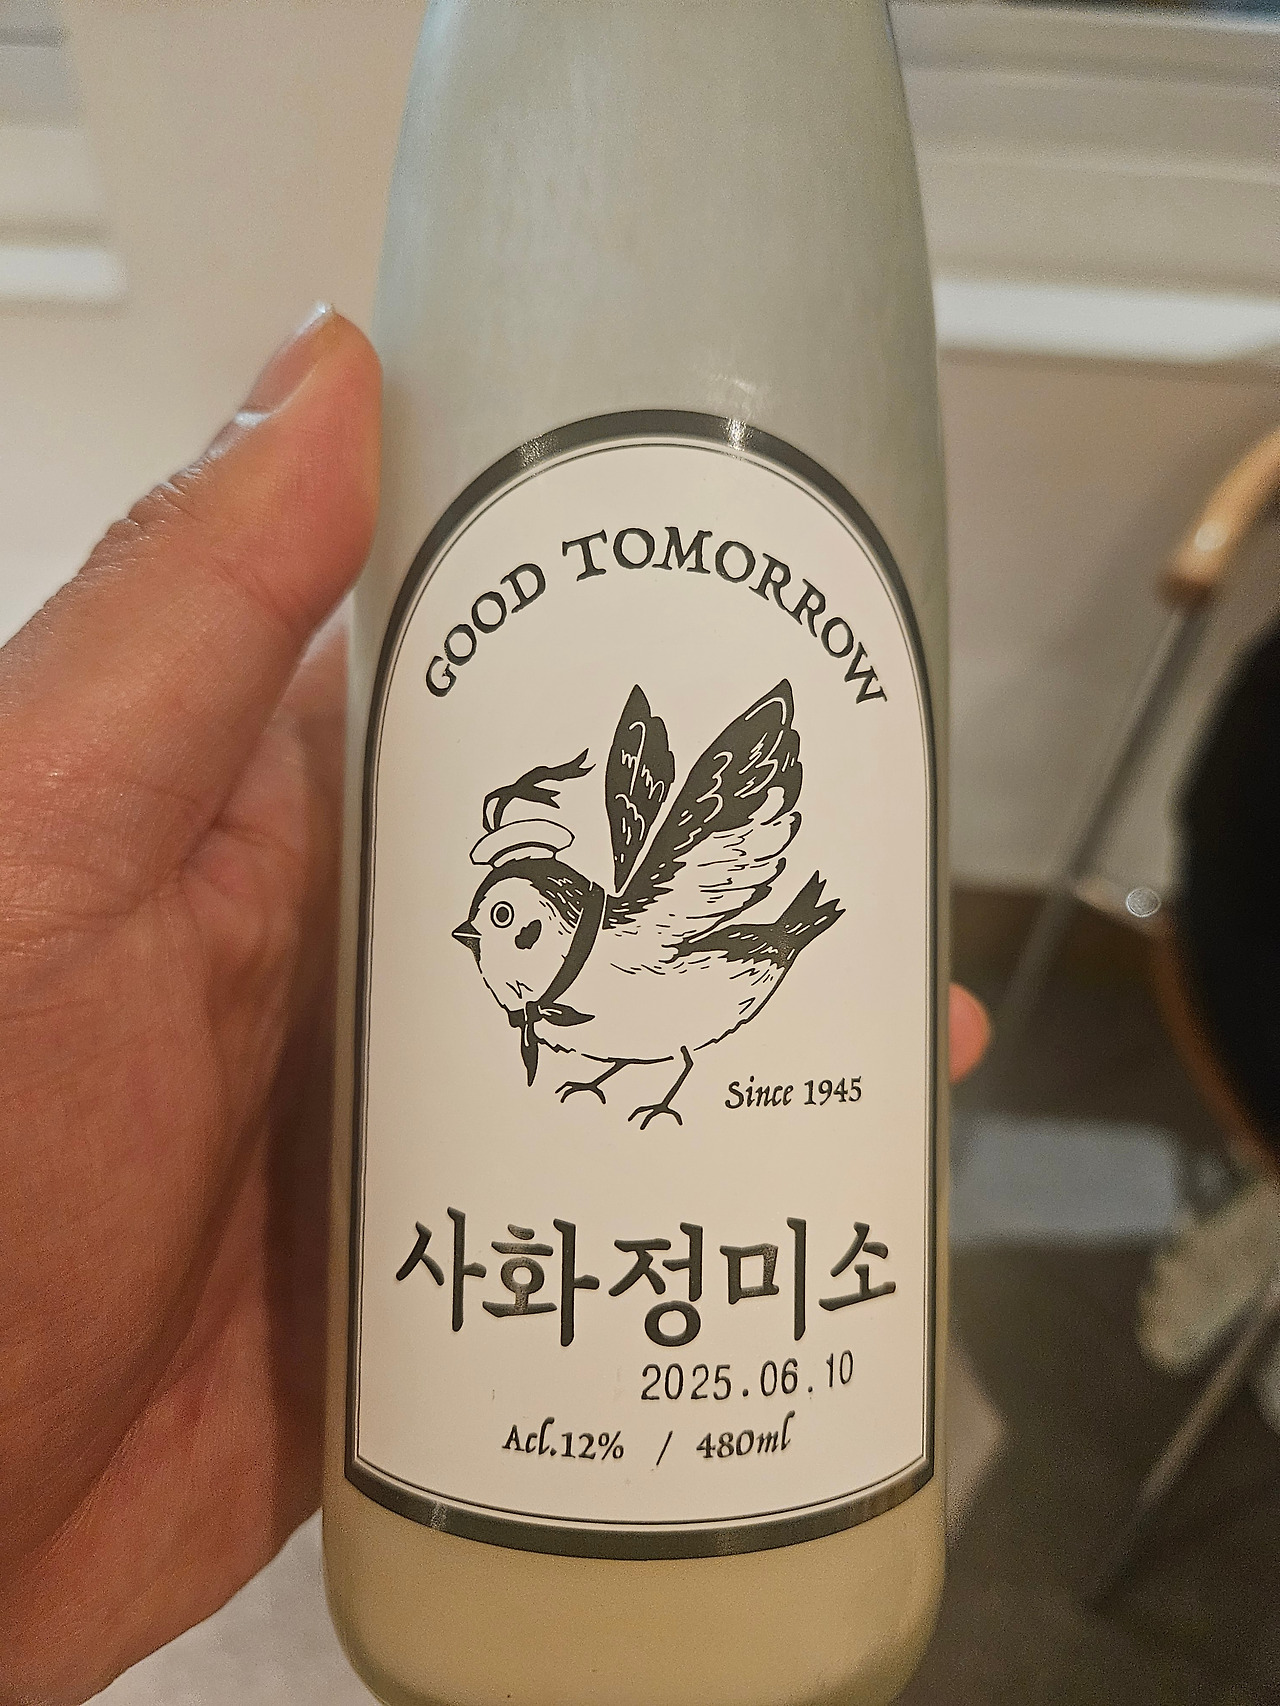 GOOD TOMORROW
Since 1945
사화정미소
2025.06.10
Acl.12% / 480ml